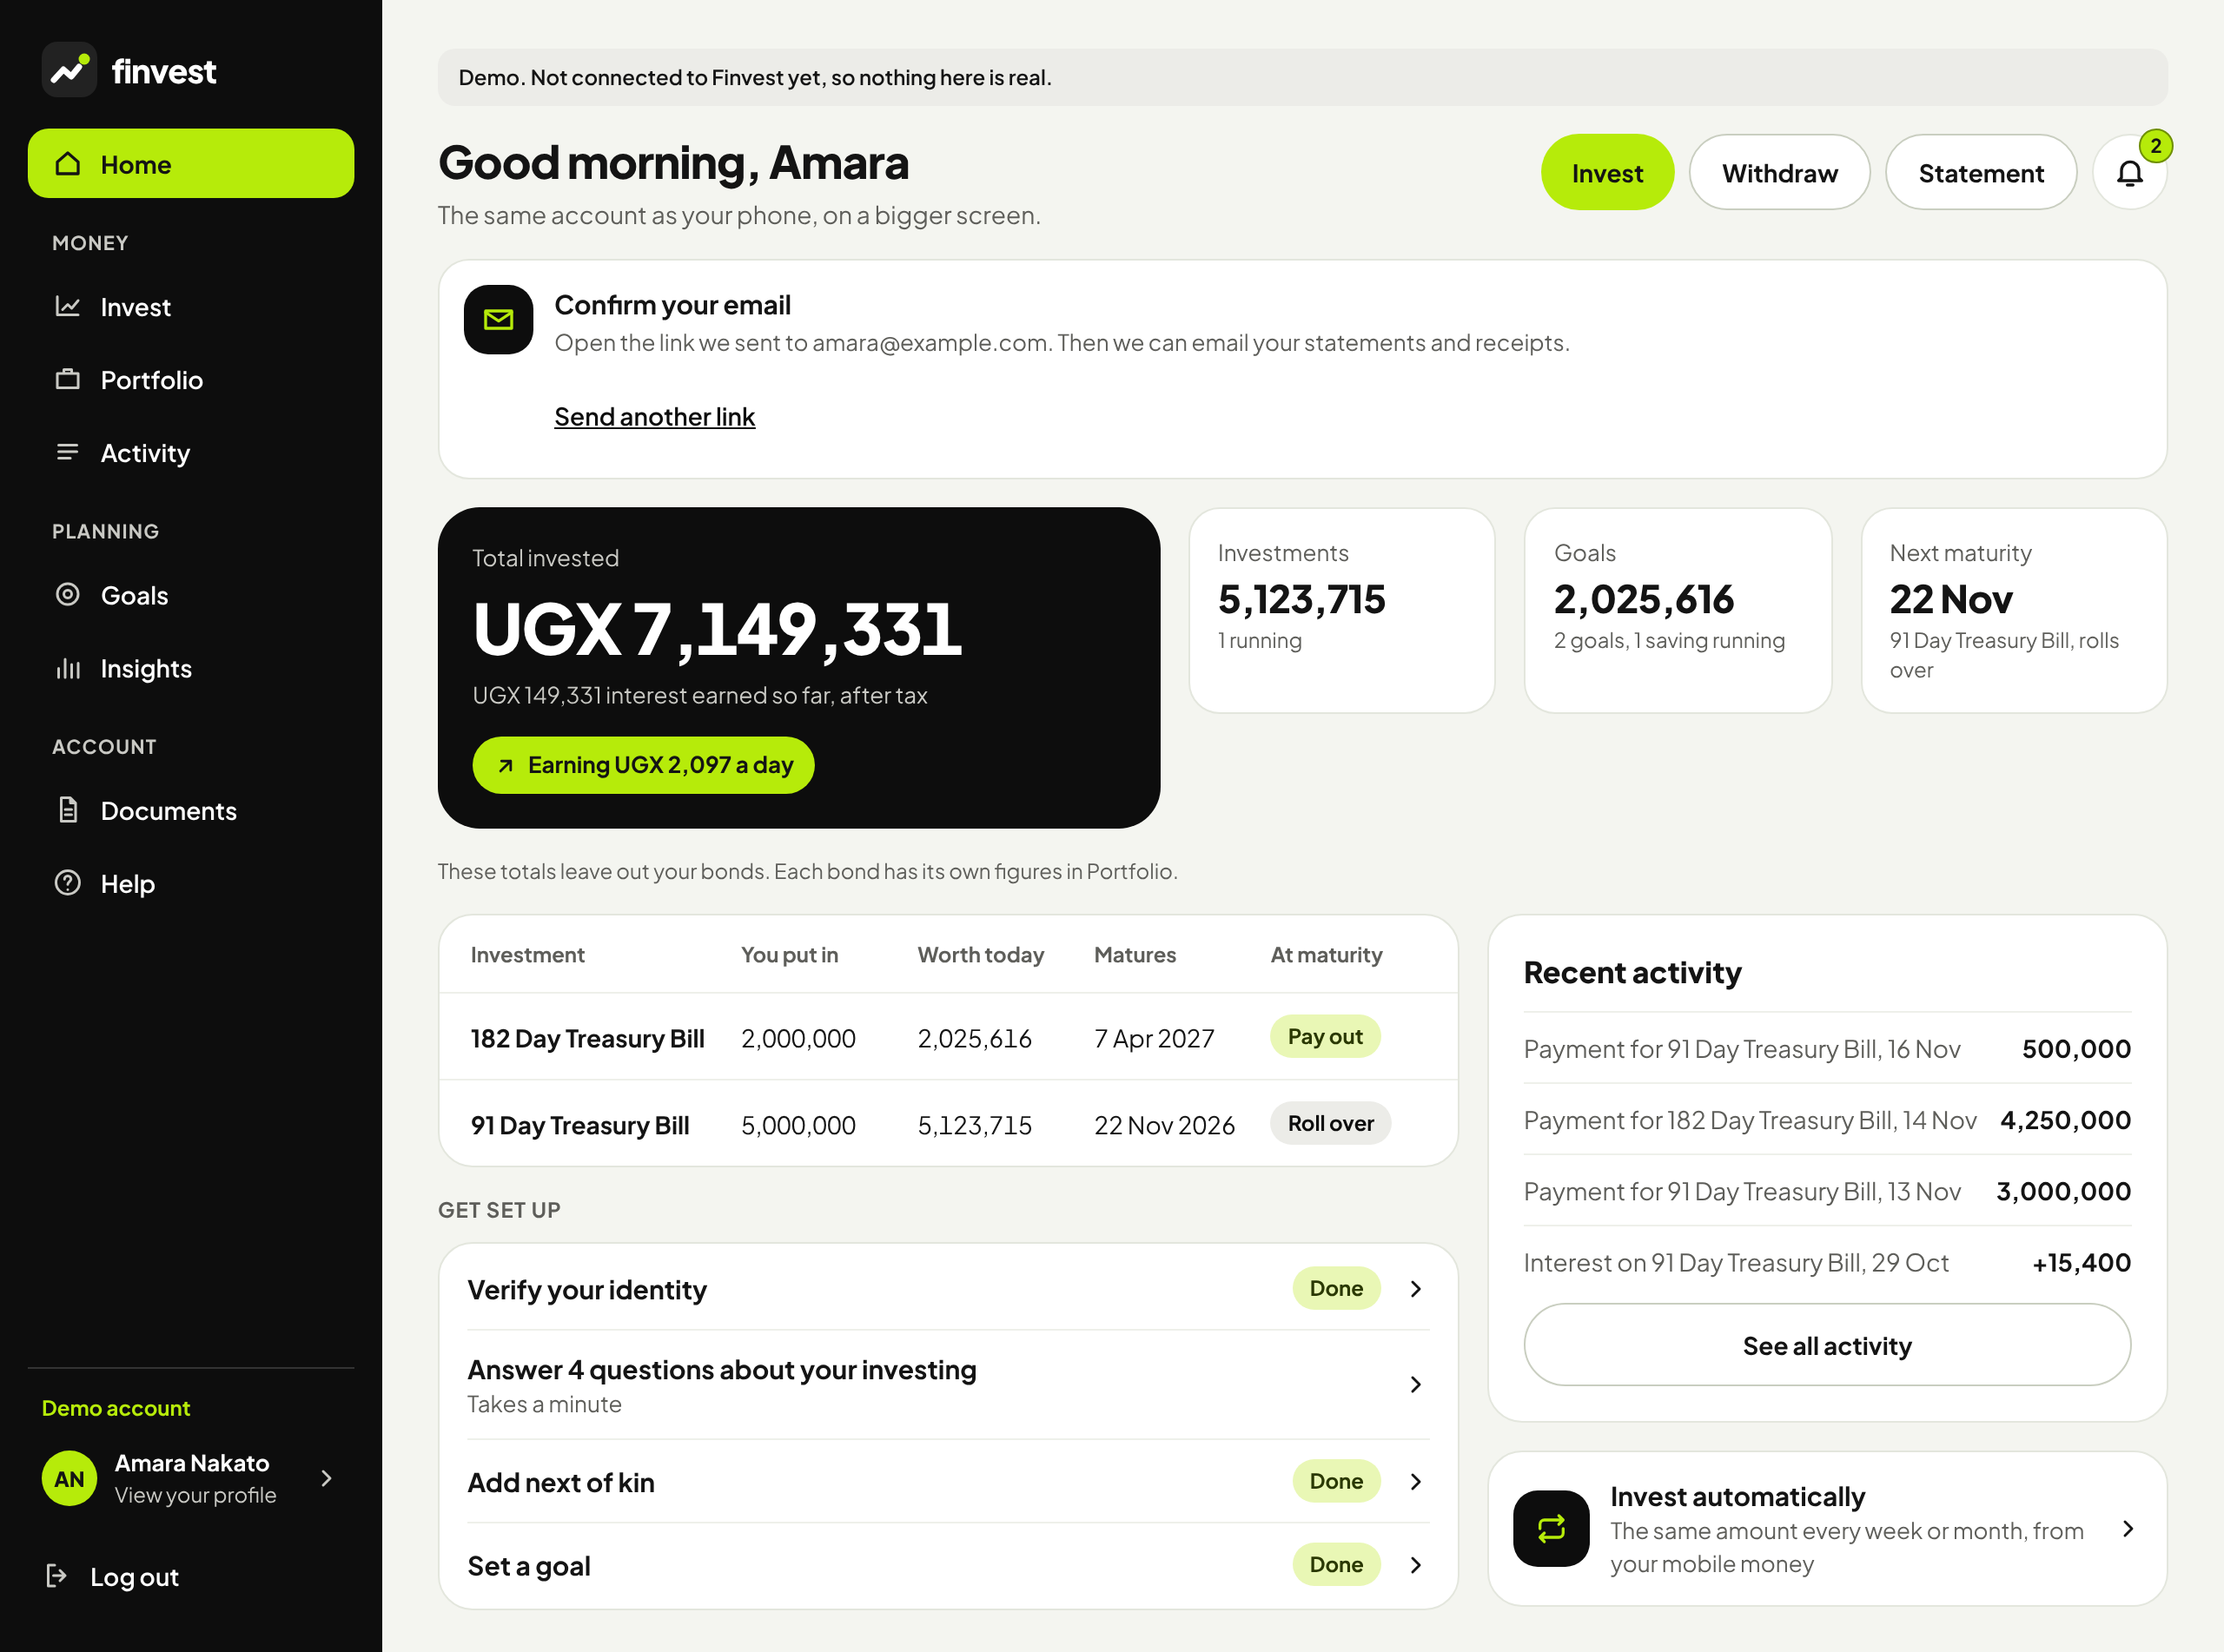 finvest
Home
MONEY
Invest
Portfolio
Activity
PLANNING
Goals
Insights
ACCOUNT
Documents
Help
Demo account
AN
Amara Nakato
View your profile
Log out
Demo. Not connected to Finvest yet, so nothing here is real.
Good morning, Amara
The same account as your phone, on a bigger screen.
Invest
Withdraw
Statement
2
Confirm your email
Open the link we sent to amara@example.com. Then we can email your statements and receipts.
Send another link
Total invested
UGX 7,149,331
UGX 149,331 interest earned so far, after tax
Earning UGX 2,097 a day
Investments
5,123,715
1 running
Goals
2,025,616
2 goals, 1 saving running
Next maturity
22 Nov
91 Day Treasury Bill, rolls
over
These totals leave out your bonds. Each bond has its own figures in Portfolio.
Investment You put in Worth today Matures At maturity
182 Day Treasury Bill 2,000,000 2,025,616 7 Apr 2027 Pay out
91 Day Treasury Bill 5,000,000 5,123,715 22 Nov 2026 Roll over
GET SET UP
Verify your identity Done
Answer 4 questions about your investing
Takes a minute
Add next of kin Done
Set a goal Done
Recent activity
Payment for 91 Day Treasury Bill, 16 Nov 500,000
Payment for 182 Day Treasury Bill, 14 Nov 4,250,000
Payment for 91 Day Treasury Bill, 13 Nov 3,000,000
Interest on 91 Day Treasury Bill, 29 Oct +15,400
See all activity
Invest automatically
The same amount every week or month, from
your mobile money